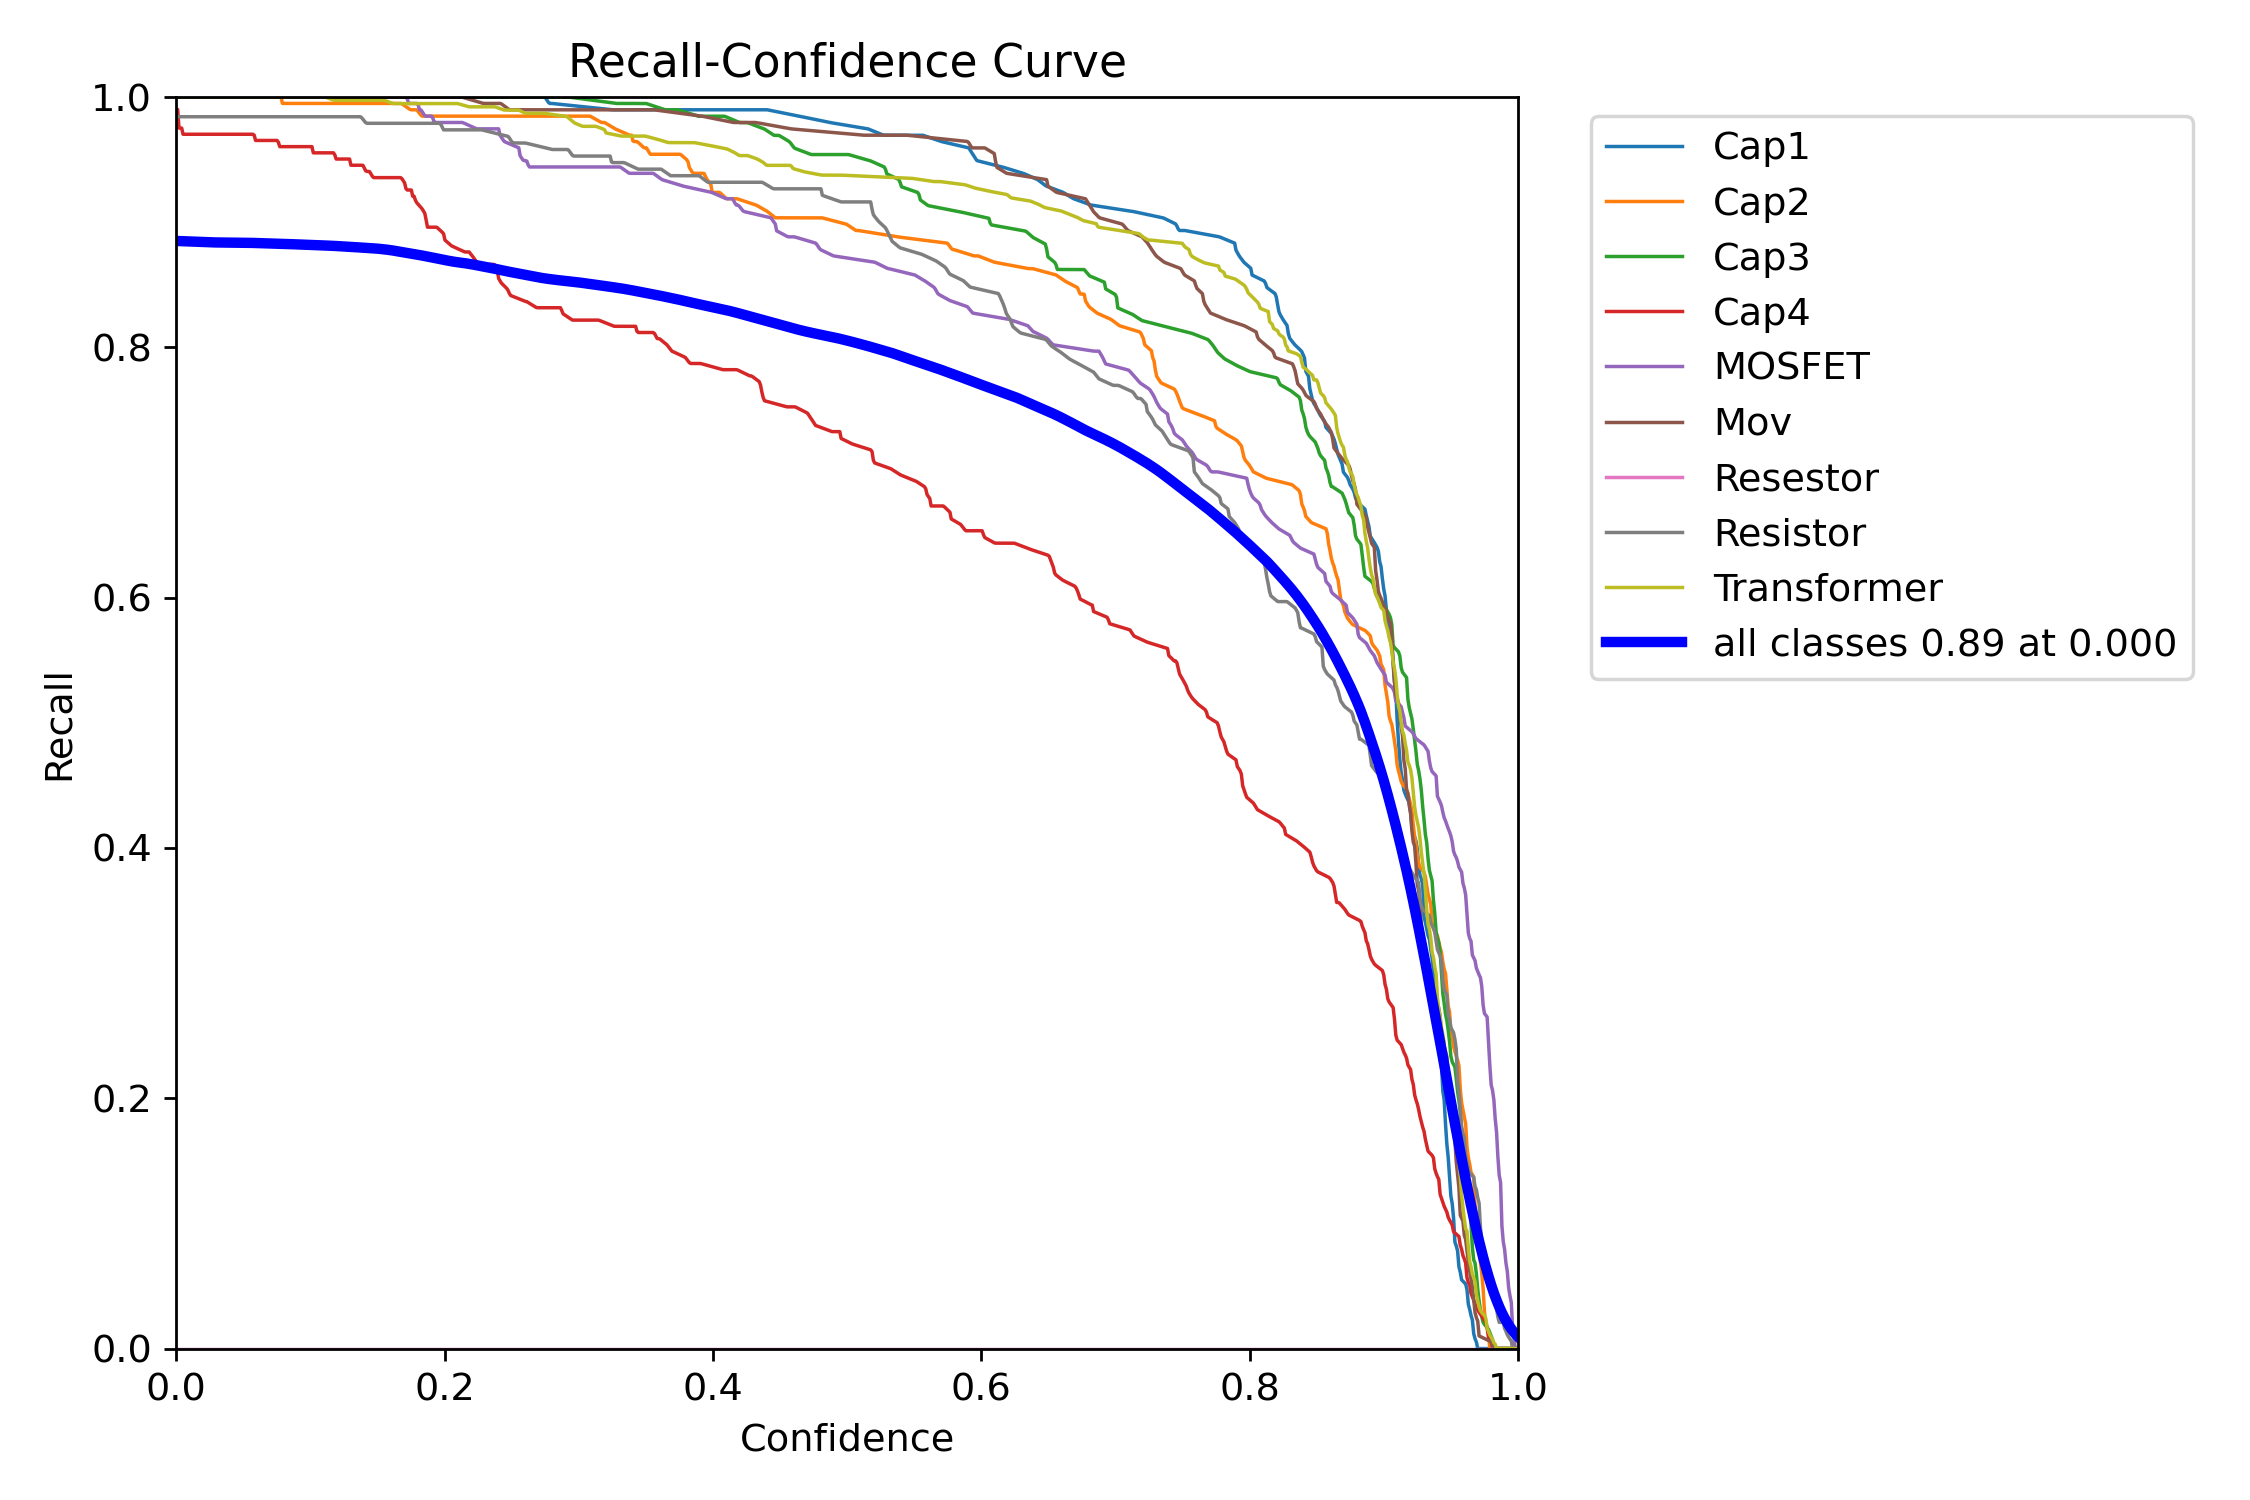 Recall-Confidence Curve
1.0
0.8
0.6
0.4
0.2
0.0
Recall
0.0 0.2 0.4 0.6 0.8 1.0
Confidence
Cap1
Cap2
Cap3
Cap4
MOSFET
Mov
Resestor
Resistor
Transformer
all classes 0.89 at 0.000